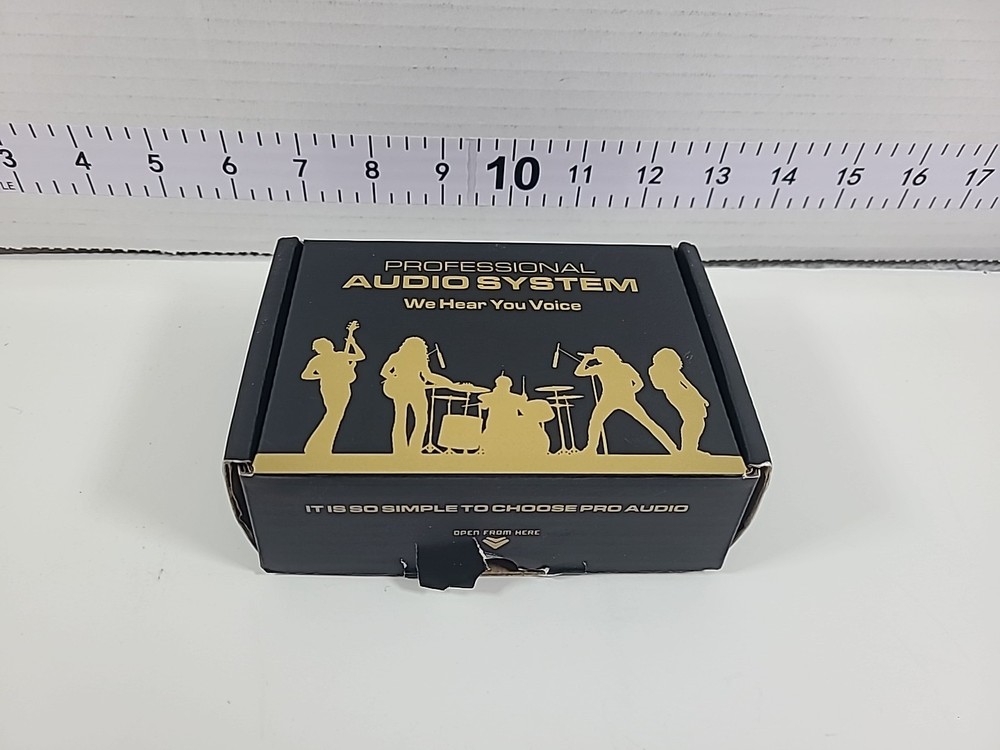 3 4 5 6 7 8 9 10 11 12 13 14 15 16 17
LE
PROFESSIONAL
AUDIO SYSTEM
We Hear You Voice
IT IS SO SIMPLE TO CHOOSE PRO AUDIO
OPEN FROM HERE